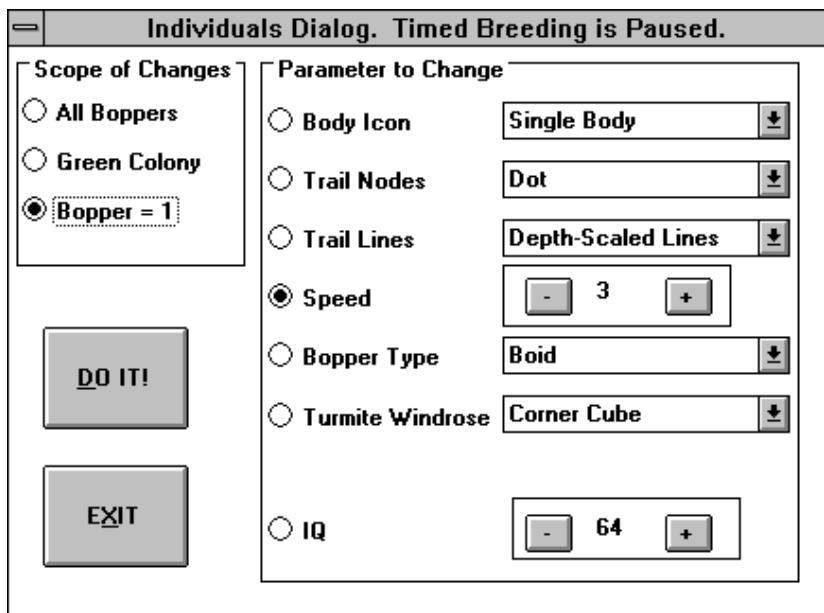 Individuals Dialog. Timed Breeding is Paused.
Scope of Changes
All Boppers
Green Colony
Bopper = 1
DO IT!
EXIT
Parameter to Change
Body Icon Single Body
Trail Nodes Dot
Trail Lines Depth-Scaled Lines
Speed - 3 +
Bopper Type Boid
Turmite Windrose Corner Cube
IQ - 64 +